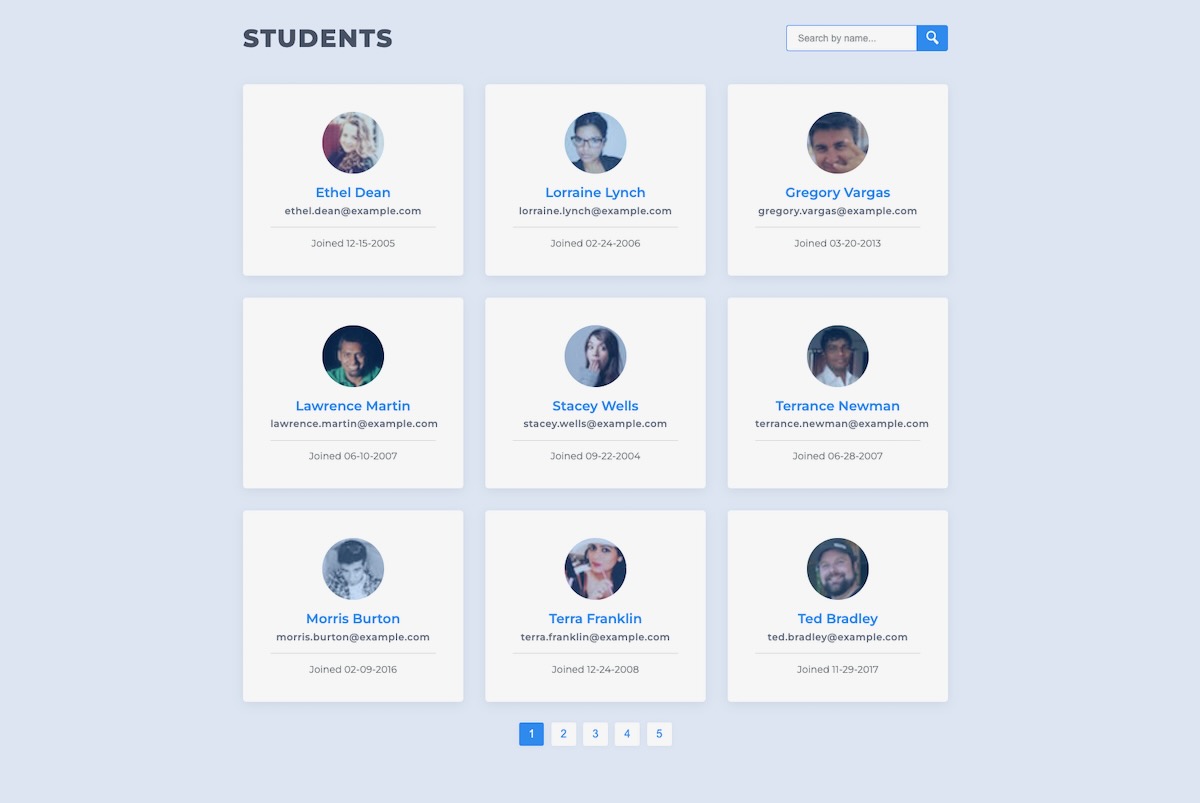 STUDENTS
Search by name...
Ethel Dean
ethel.dean@example.com
Joined 12-15-2005
Lorraine Lynch
lorraine.lynch@example.com
Joined 02-24-2006
Gregory Vargas
gregory.vargas@example.com
Joined 03-20-2013
Lawrence Martin
lawrence.martin@example.com
Joined 06-10-2007
Stacey Wells
stacey.wells@example.com
Joined 09-22-2004
Terrance Newman
terrance.newman@example.com
Joined 06-28-2007
Morris Burton
morris.burton@example.com
Joined 02-09-2016
Terra Franklin
terra.franklin@example.com
Joined 12-24-2008
Ted Bradley
ted.bradley@example.com
Joined 11-29-2017
1 2 3 4 5